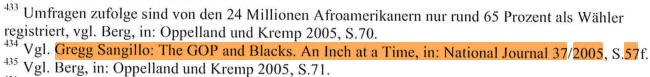 433 Umfragen zufolge sind von den 24 Millionen Afroamerikanern nur rund 65 Prozent als Wähler
registriert, vgl. Berg, in: Oppelland und Kremp 2005, S.70.
434 Vgl. Gregg Sangillo: The GOP and Blacks. An Inch at a Time, in: National Journal 37/2005, S.57f.
435 Vgl. Berg, in: Oppelland und Kremp 2005, S.71.